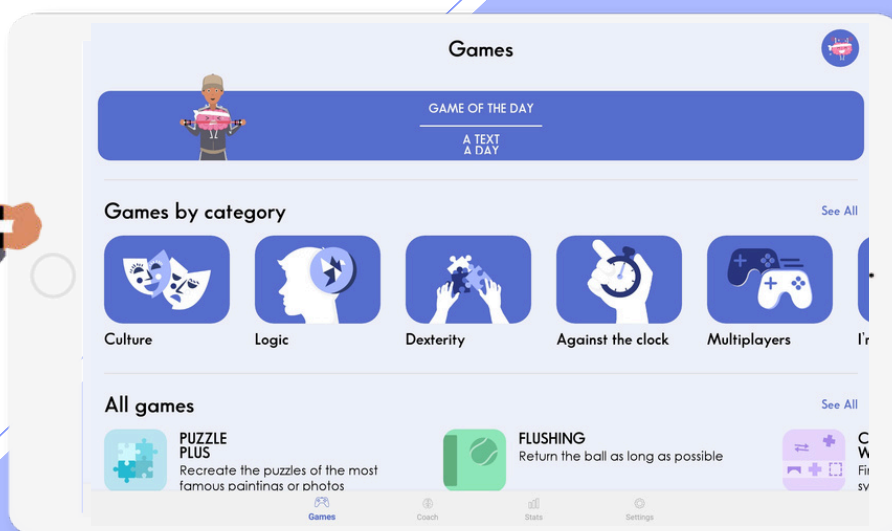 Games
GAME OF THE DAY
A TEXT
A DAY
Games by category
See All
Culture
Logic
Dexterity
Against the clock
Multiplayers
All games
See All
PUZZLE
PLUS
Recreate the puzzles of the most
famous paintings or photos
FLUSHING
Return the ball as long as possible
Games
Coach
Stats
Settings